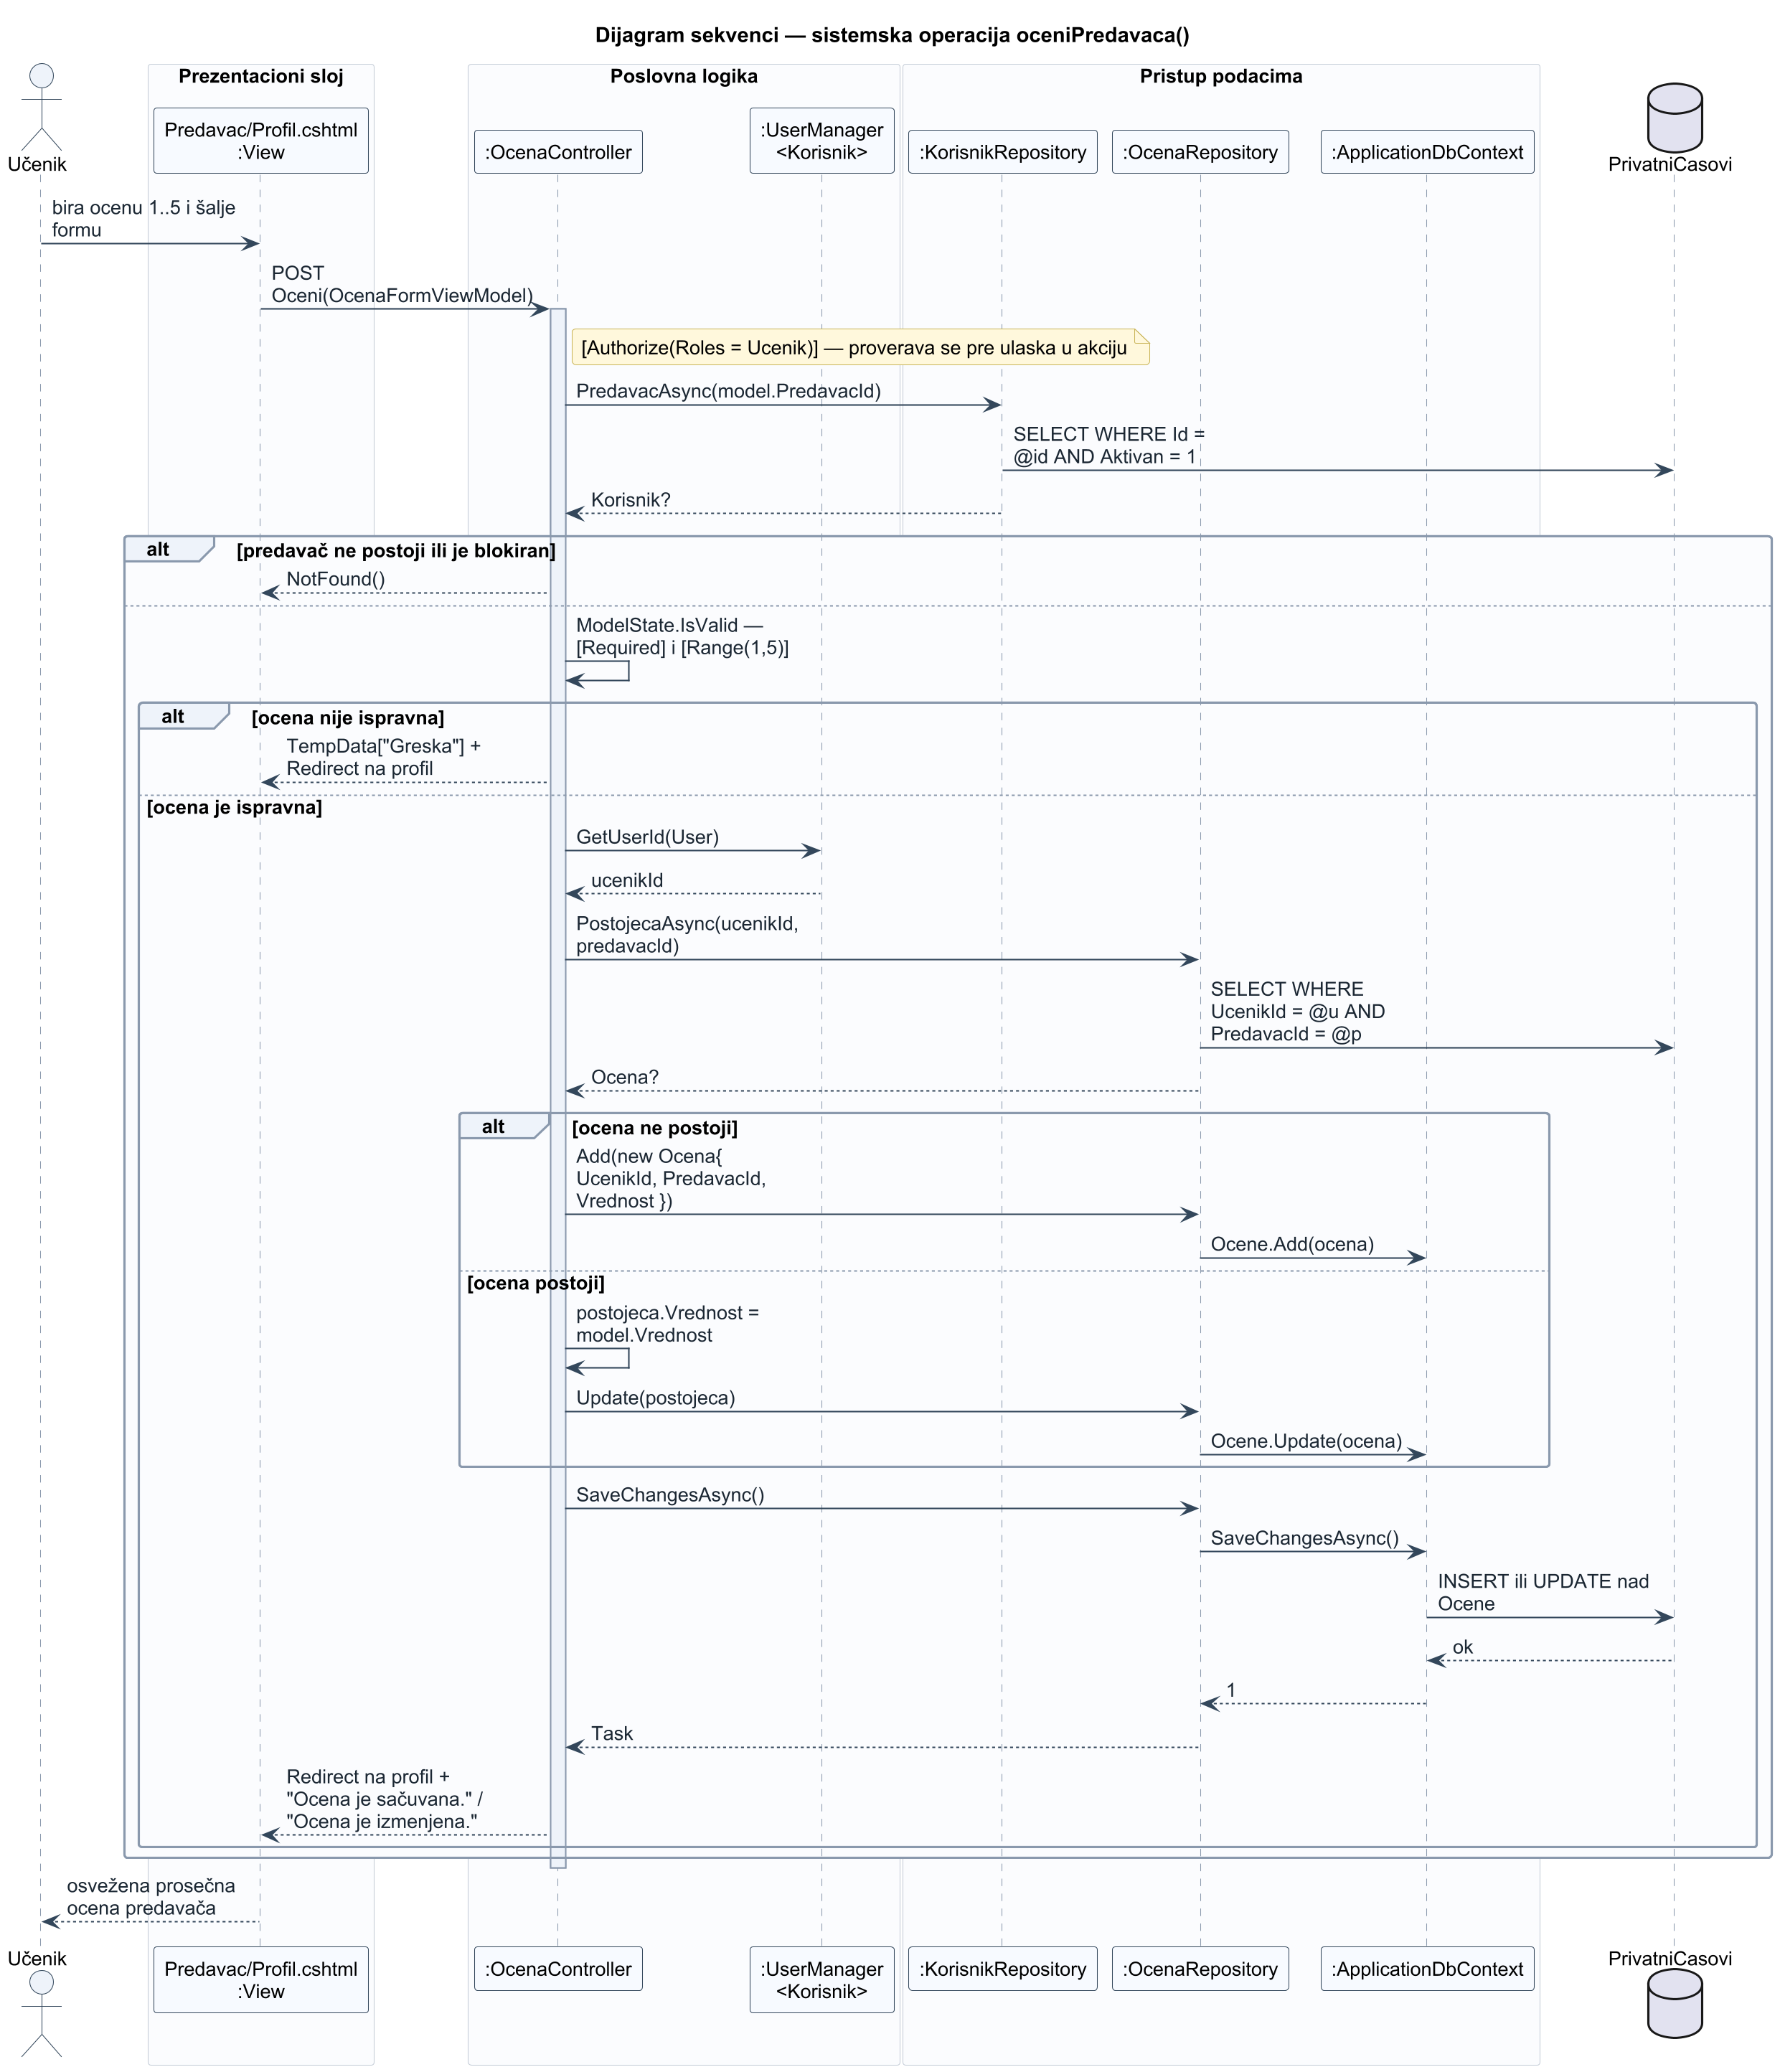 Dijagram sekvenci — sistemska operacija oceniPredavaca()
Prezentacioni sloj
Poslovna logika
Pristup podacima
Učenik
Predavac/Profil.cshtml
:View
:OcenaController
:UserManager
<Korisnik>
:KorisnikRepository
:OcenaRepository
:ApplicationDbContext
PrivatniCasovi
bira ocenu 1..5 i šalje
formu
POST
Oceni(OcenaFormViewModel)
[Authorize(Roles = Ucenik)] — proverava se pre ulaska u akciju
PredavacAsync(model.PredavacId)
SELECT WHERE Id =
@id AND Aktivan = 1
Korisnik?
alt
[predavač ne postoji ili je blokiran]
NotFound()
ModelState.IsValid —
[Required] i [Range(1,5)]
alt
[ocena nije ispravna]
TempData["Greska"] +
Redirect na profil
[ocena je ispravna]
GetUserId(User)
ucenikId
PostojecaAsync(ucenikId,
predavacId)
SELECT WHERE
UcenikId = @u AND
PredavacId = @p
Ocena?
alt
[ocena ne postoji]
Add(new Ocena{
UcenikId, PredavacId,
Vrednost })
Ocene.Add(ocena)
[ocena postoji]
postojeca.Vrednost =
model.Vrednost
Update(postojeca)
Ocene.Update(ocena)
SaveChangesAsync()
SaveChangesAsync()
INSERT ili UPDATE nad
Ocene
ok
1
Task
Redirect na profil +
"Ocena je sačuvana." /
"Ocena je izmenjena."
osvežena prosečna
ocena predavača
Učenik
Predavac/Profil.cshtml
:View
:OcenaController
:UserManager
<Korisnik>
:KorisnikRepository
:OcenaRepository
:ApplicationDbContext
PrivatniCasovi